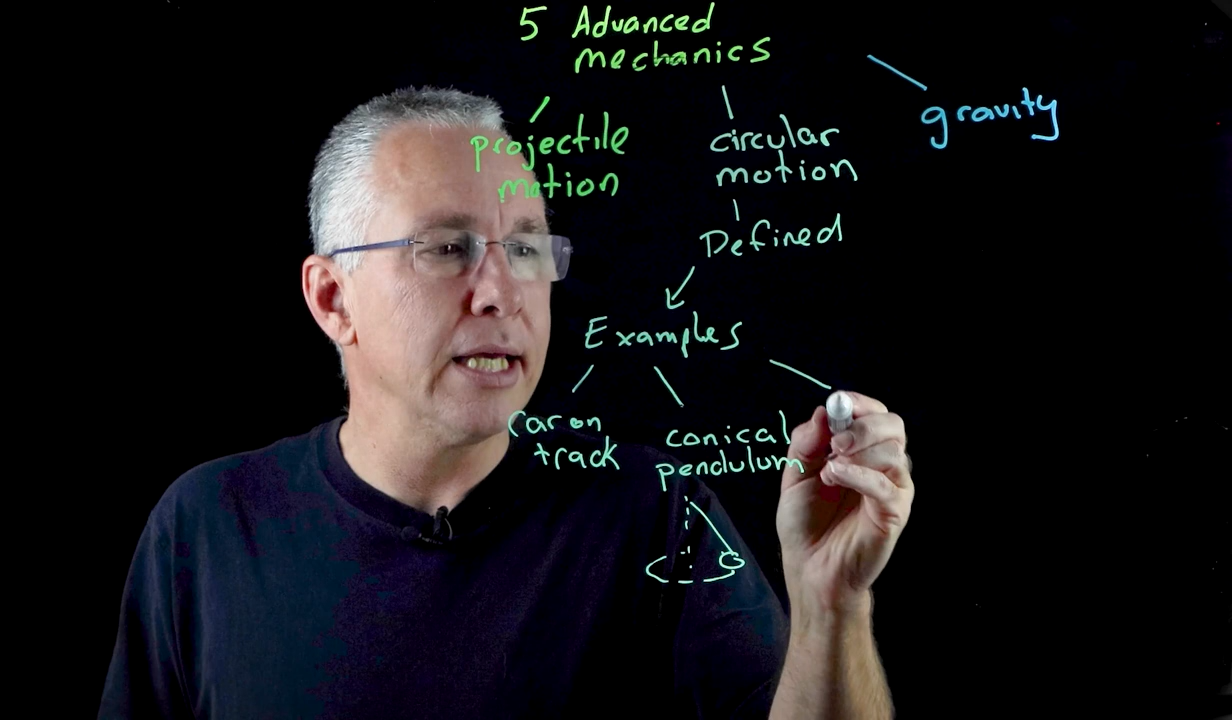 5 Advanced
mechanics
projectile
motion
circular
motion
gravity
Defined
Examples
Car on
track
conical
pendulum